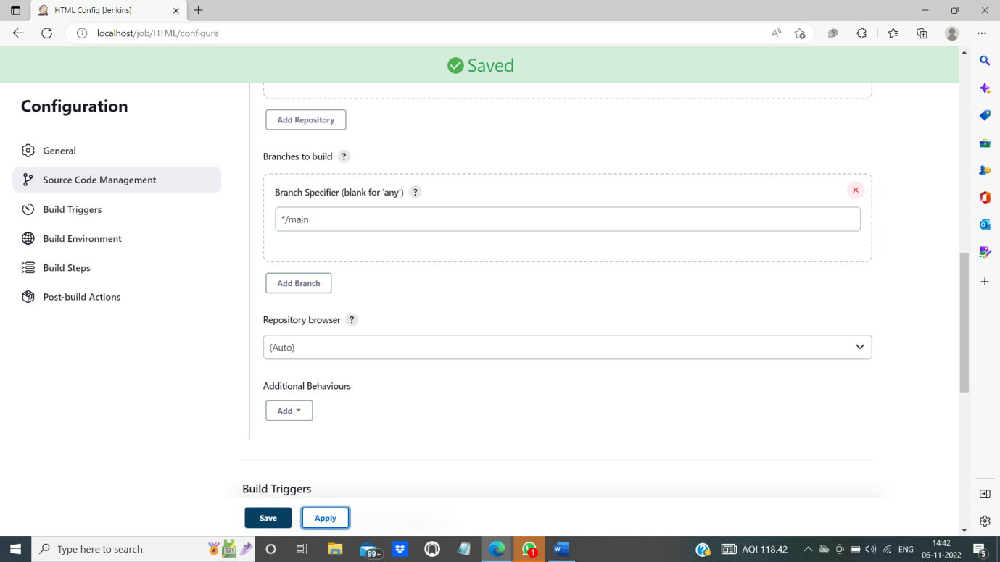 HTML Config [Jenkins]
localhost/job/HTML/configure
Saved
Configuration
General
Source Code Management
Build Triggers
Build Environment
Build Steps
Post-build Actions
Add Repository
Branches to build ?
Branch Specifier (blank for 'any') ?
*/main
Add Branch
Repository browser ?
(Auto)
Additional Behaviours
Add
Build Triggers
Save
Apply
Type here to search
521
99+
1
W
?
AQI 118.42
ENG
14:42
06-11-2022
5